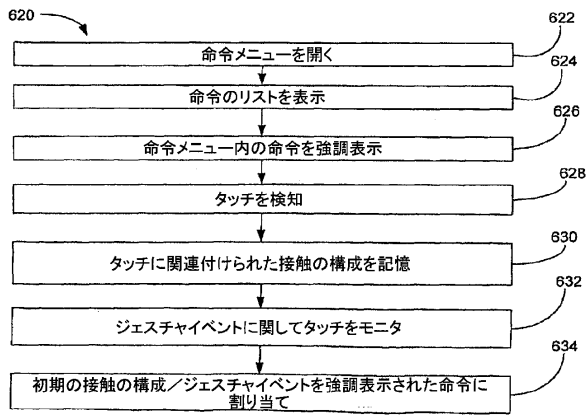 620
622
命令メニューを開く
624
命令のリストを表示
626
命令メニュー内の命令を強調表示
628
タッチを検知
630
タッチに関連付けられた接触の構成を記憶
632
ジェスチャイベントに関してタッチをモニタ
634
初期の接触の構成/ジェスチャイベントを強調表示された命令に
割り当て